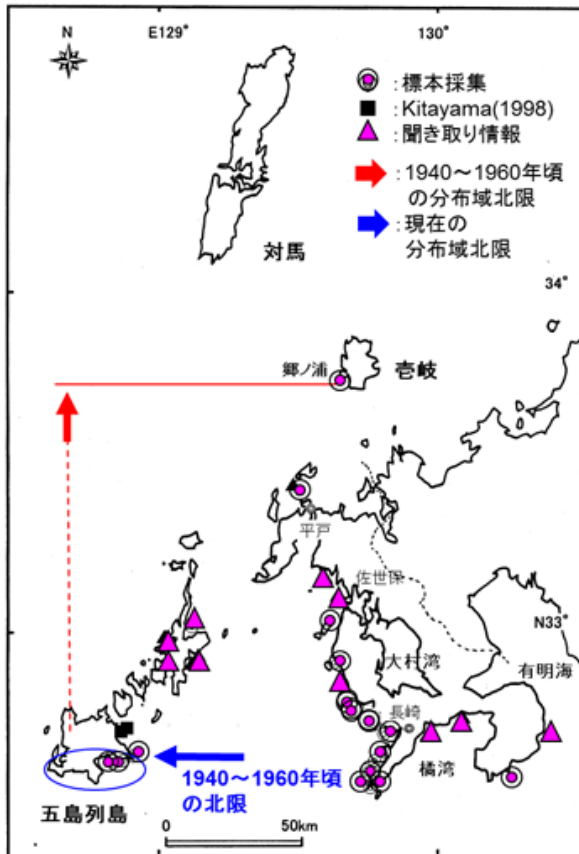 N
E129°
130°
：標本採集
：Kitayama(1998)
：聞き取り情報
：1940～1960年頃
の分布域北限
：現在の
分布域北限
対馬
34°
郷ノ浦
壱岐
平戸
佐世保
N33°
大村湾
有明海
長崎
橘湾
1940～1960年頃
の北限
五島列島
0
50km